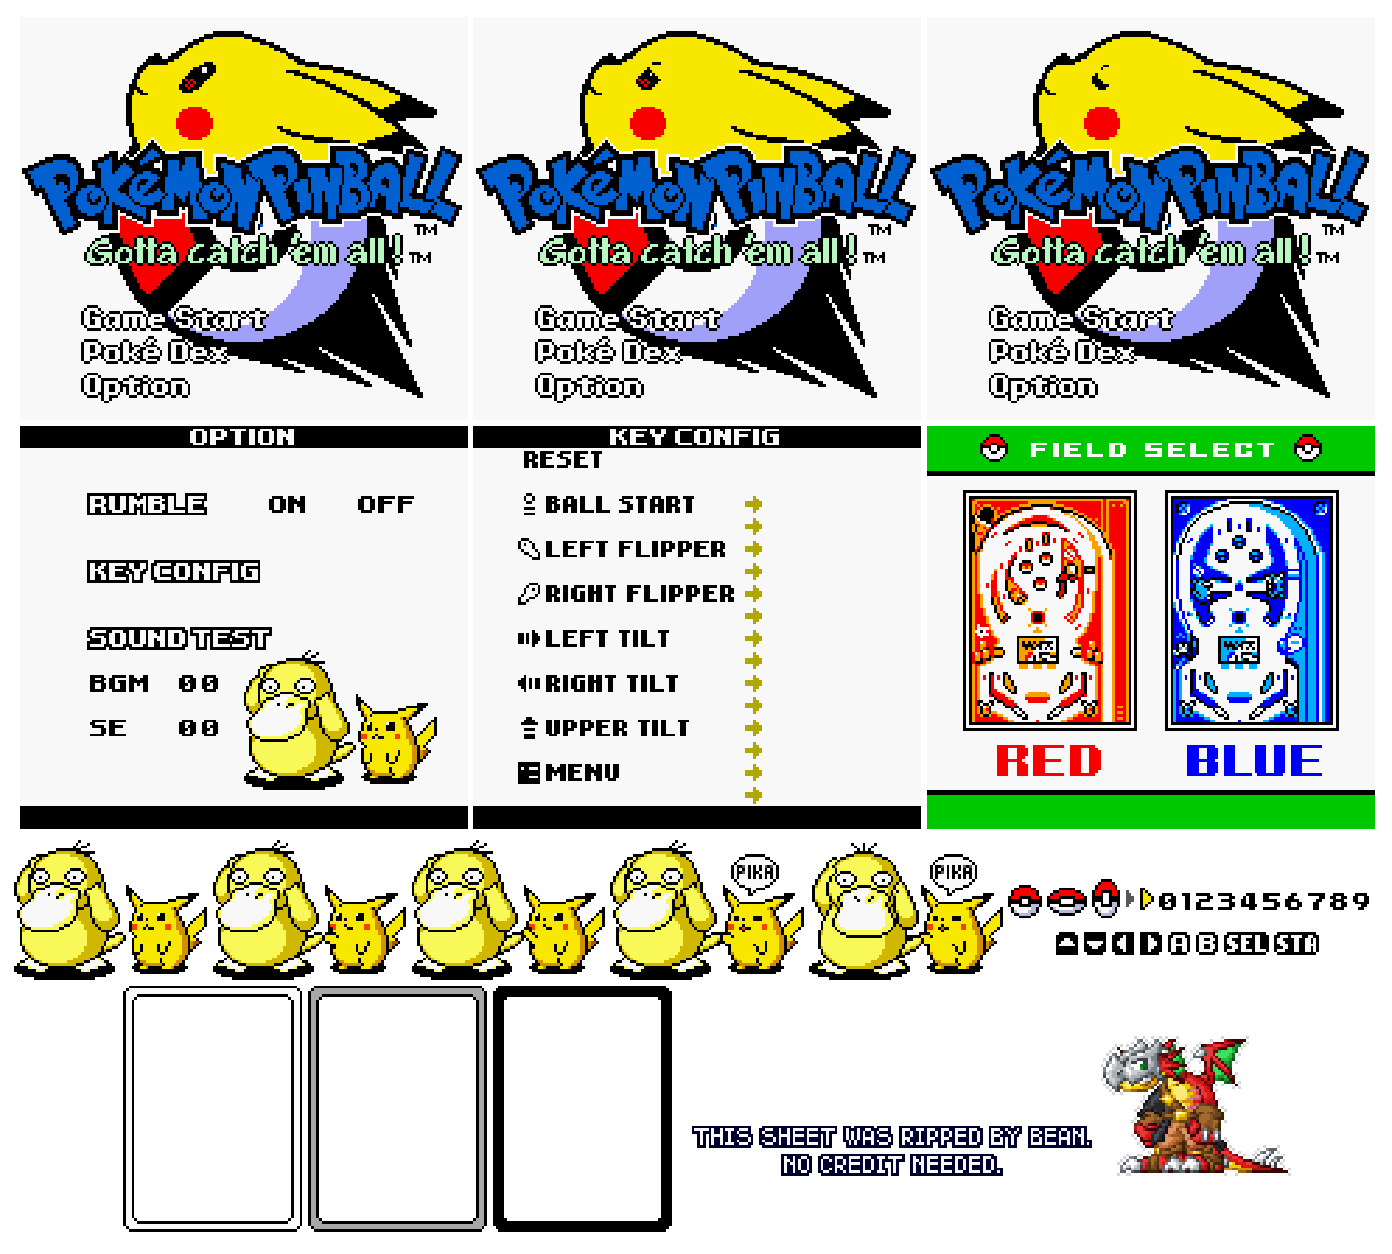 POKéMON PINBALL
TM
Gotta catch 'em all! TM
Game Start
Poké Dex
Option
POKéMON PINBALL
TM
Gotta catch 'em all! TM
Game Start
Poké Dex
Option
POKéMON PINBALL
TM
Gotta catch 'em all! TM
Game Start
Poké Dex
Option
OPTION
RUMBLE ON OFF
KEY CONFIG
SOUND TEST
BGM 00
SE 00
KEY CONFIG
RESET
BALL START
LEFT FLIPPER
RIGHT FLIPPER
LEFT TILT
RIGHT TILT
UPPER TILT
MENU
FIELD SELECT
RED BLUE
PIKA
PIKA
0123456789
A B SEL STA
THIS SHEET WAS RIPPED BY BEAN.
NO CREDIT NEEDED.